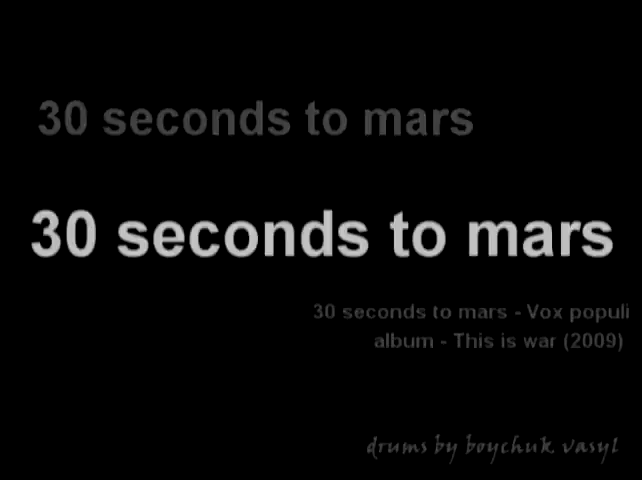 30 seconds to mars
30 seconds to mars
30 seconds to mars - Vox populi
album - This is war (2009)
drums by boychuk vasyl